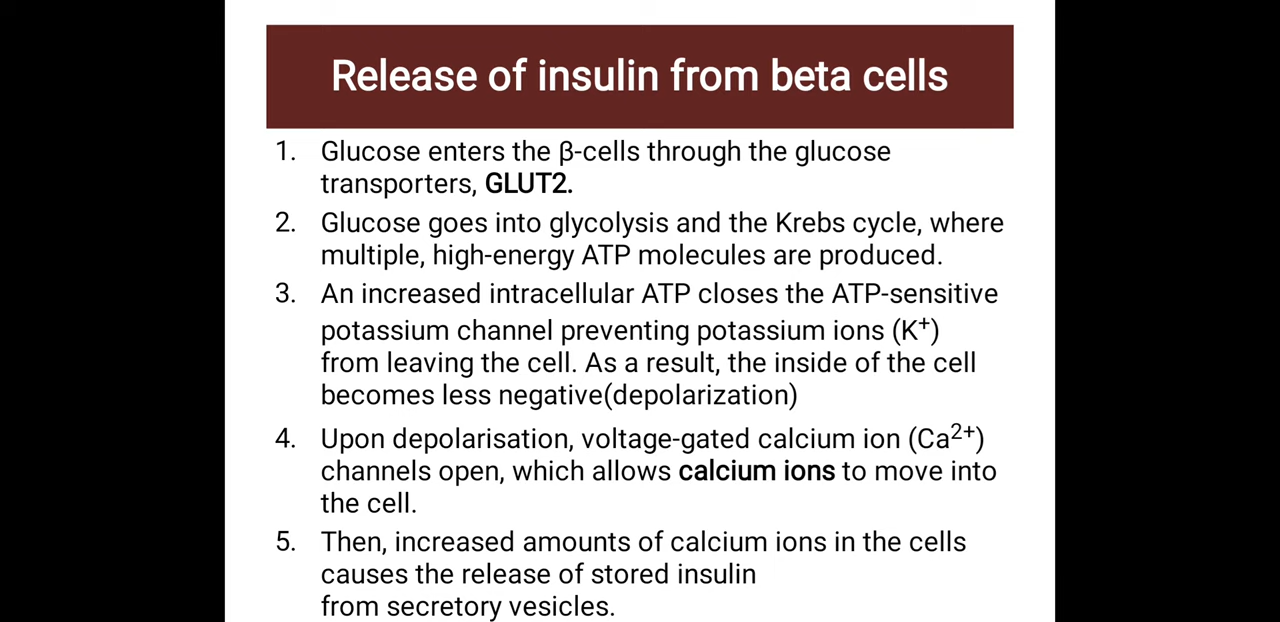 Release of insulin from beta cells
1. Glucose enters the β-cells through the glucose
transporters, GLUT2.
2. Glucose goes into glycolysis and the Krebs cycle, where
multiple, high-energy ATP molecules are produced.
3. An increased intracellular ATP closes the ATP-sensitive
potassium channel preventing potassium ions (K⁺)
from leaving the cell. As a result, the inside of the cell
becomes less negative(depolarization)
4. Upon depolarisation, voltage-gated calcium ion (Ca²⁺)
channels open, which allows calcium ions to move into
the cell.
5. Then, increased amounts of calcium ions in the cells
causes the release of stored insulin
from secretory vesicles.